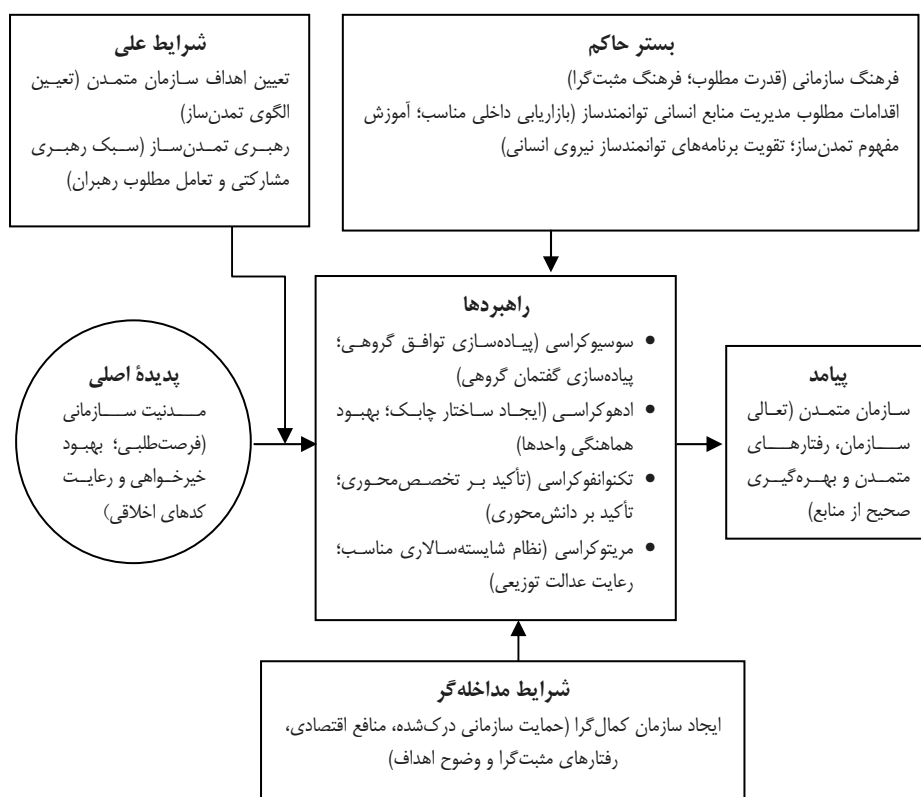 شرایط علی
تعیین اهداف سازمان متمدن (تعیین
الگوی تمدن‌ساز)
رهبری تمدن‌ساز (سبک رهبری
مشارکتی و تعامل مطلوب رهبران)
بستر حاکم
فرهنگ سازمانی (قدرت مطلوب؛ فرهنگ مثبت‌گرا)
اقدامات مطلوب مدیریت منابع انسانی توانمندساز (بازاریابی داخلی مناسب؛ آموزش
مفهوم تمدن‌ساز؛ تقویت برنامه‌های توانمندساز نیروی انسانی)
پدیدهٔ اصلی
مدنیت سازمانی
(فرصت‌طلبی؛ بهبود
خیرخواهی و رعایت
کدهای اخلاقی)
راهبردها
• سوسیوکراسی (پیاده‌سازی توافق گروهی؛
پیاده‌سازی گفتمان گروهی)
• ادهوکراسی (ایجاد ساختار چابک؛ بهبود
هماهنگی واحدها)
• تکنوانفوکراسی (تأکید بر تخصص‌محوری؛
تأکید بر دانش‌محوری)
• مریتوکراسی (نظام شایسته‌سالاری مناسب؛
رعایت عدالت توزیعی)
پیامد
سازمان متمدن (تعالی
سازمان، رفتارهای
متمدن و بهره‌گیری
صحیح از منابع)
شرایط مداخله‌گر
ایجاد سازمان کمال‌گرا (حمایت سازمانی درک‌شده، منافع اقتصادی،
رفتارهای مثبت‌گرا و وضوح اهداف)